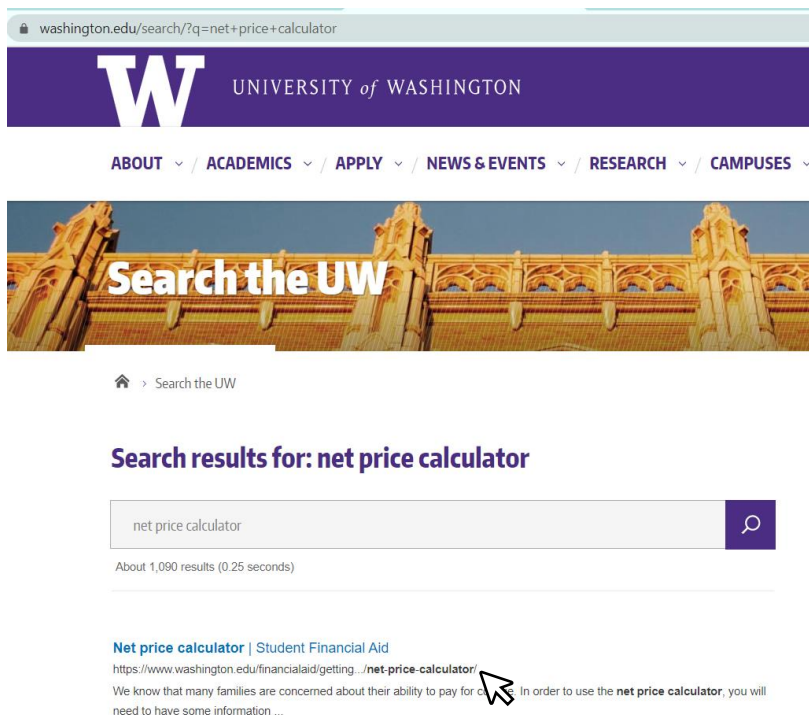 washington.edu/search/?q=net+price+calculator
W UNIVERSITY of WASHINGTON
ABOUT / ACADEMICS / APPLY / NEWS & EVENTS / RESEARCH / CAMPUSES
Search the UW
> Search the UW
Search results for: net price calculator
net price calculator
About 1,090 results (0.25 seconds)
Net price calculator | Student Financial Aid
https://www.washington.edu/financialaid/getting.../net-price-calculator/
We know that many families are concerned about their ability to pay for In order to use the net price calculator, you will
need to have some information ...